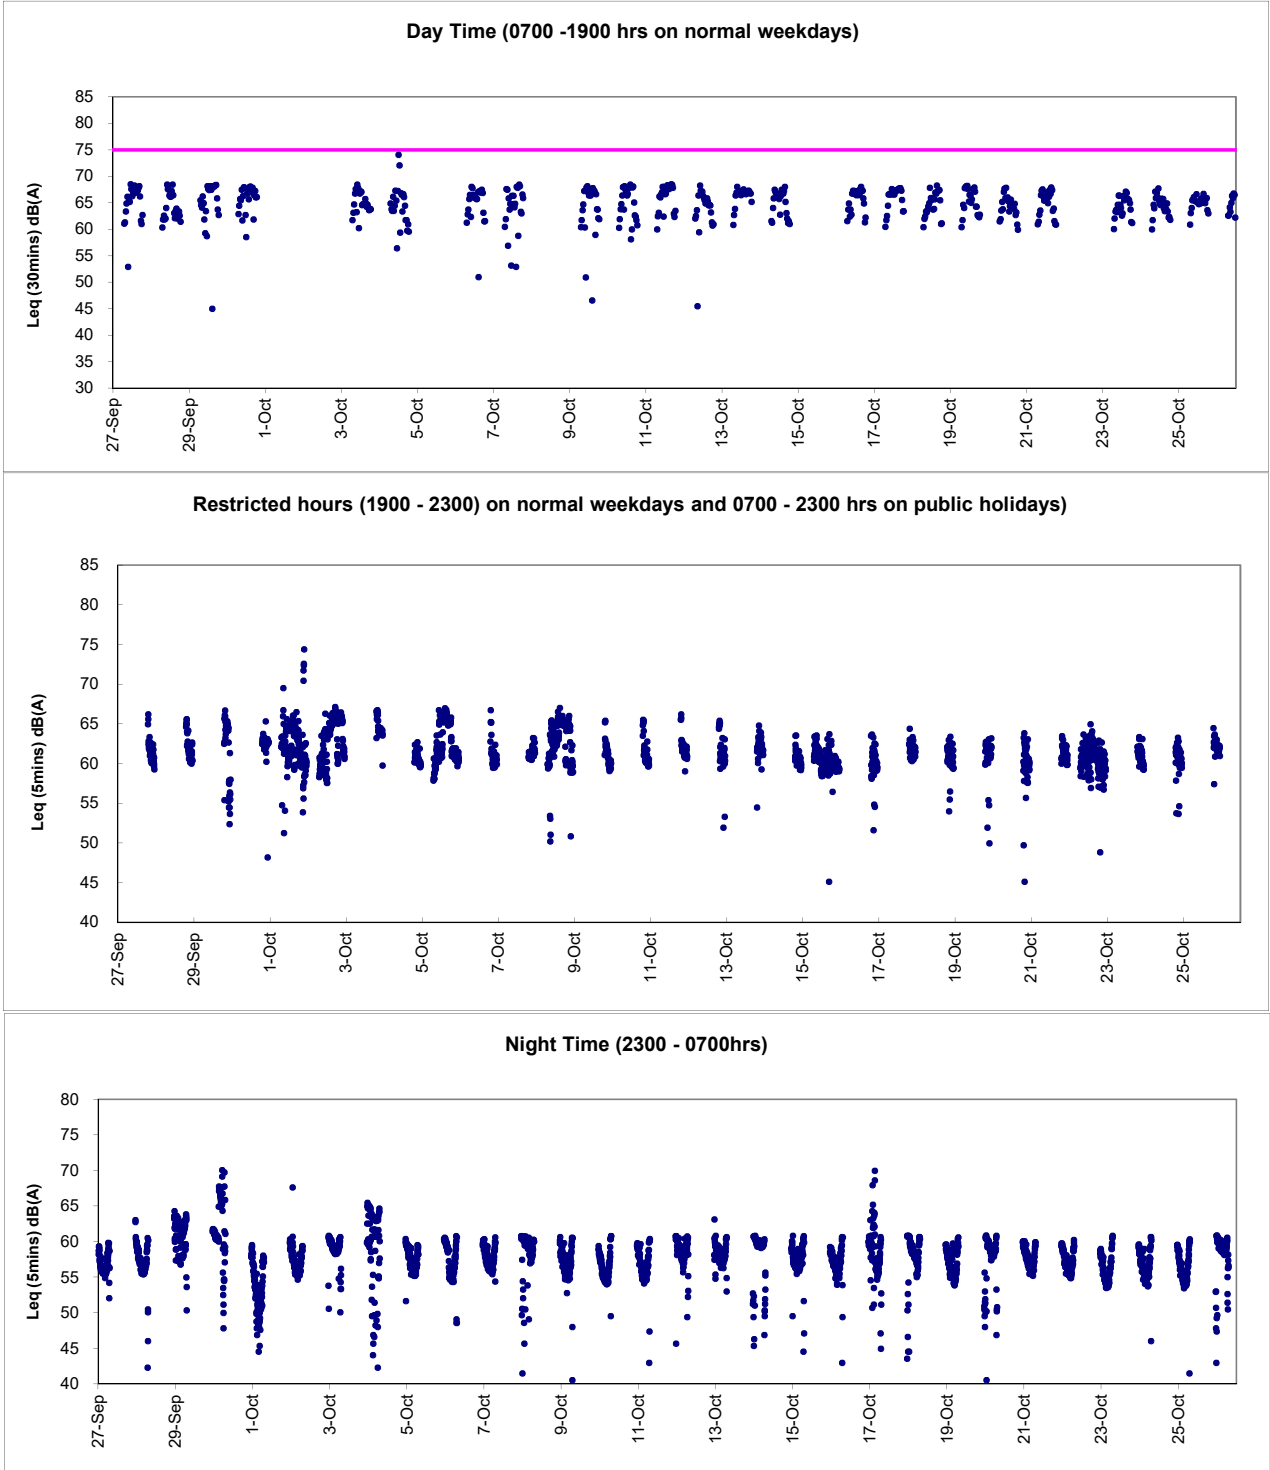 Day Time (0700 -1900 hrs on normal weekdays)
Leq (30mins) dB(A)
85
80
75
70
65
60
55
50
45
40
35
30
27-Sep
29-Sep
1-Oct
3-Oct
5-Oct
7-Oct
9-Oct
11-Oct
13-Oct
15-Oct
17-Oct
19-Oct
21-Oct
23-Oct
25-Oct
Restricted hours (1900 - 2300) on normal weekdays and 0700 - 2300 hrs on public holidays)
Leq (5mins) dB(A)
85
80
75
70
65
60
55
50
45
40
27-Sep
29-Sep
1-Oct
3-Oct
5-Oct
7-Oct
9-Oct
11-Oct
13-Oct
15-Oct
17-Oct
19-Oct
21-Oct
23-Oct
25-Oct
Night Time (2300 - 0700hrs)
Leq (5mins) dB(A)
80
75
70
65
60
55
50
45
40
27-Sep
29-Sep
1-Oct
3-Oct
5-Oct
7-Oct
9-Oct
11-Oct
13-Oct
15-Oct
17-Oct
19-Oct
21-Oct
23-Oct
25-Oct